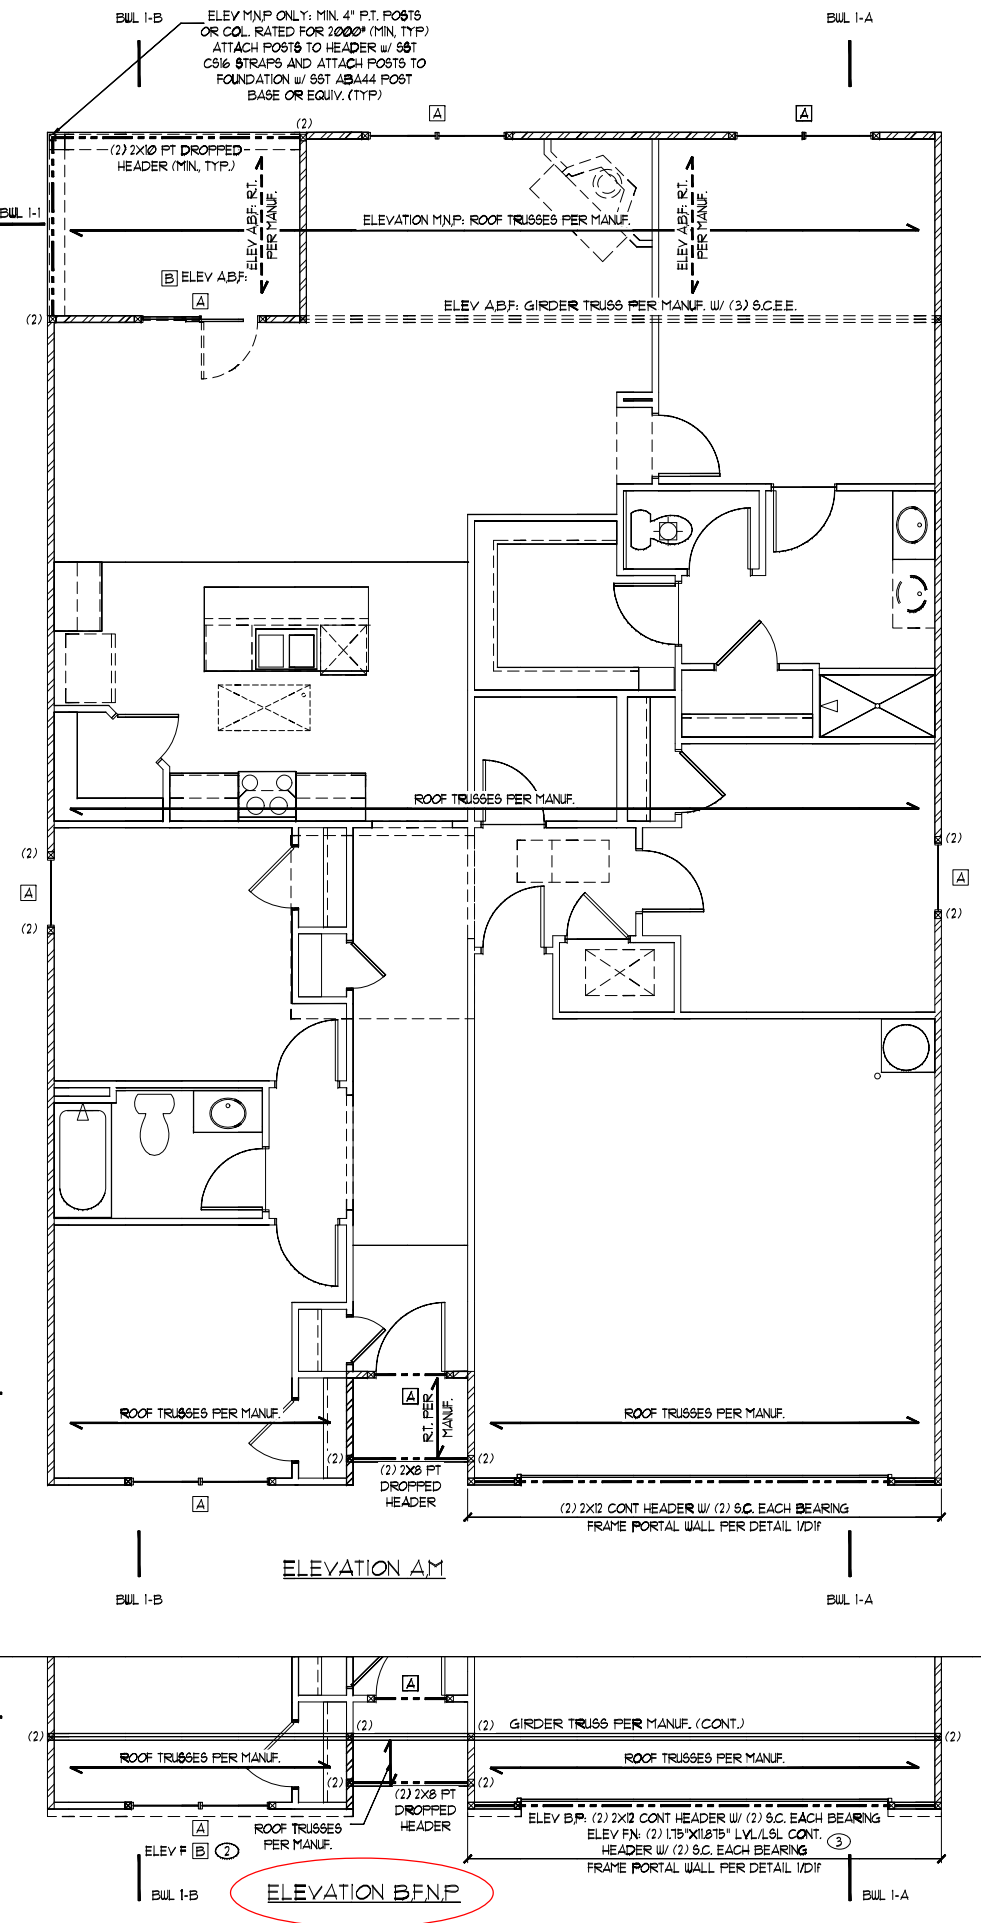 BWL 1-B
ELEV M,N,P ONLY: MIN. 4" P.T. POSTS
OR COL. RATED FOR 2000# (MIN, TYP)
ATTACH POSTS TO HEADER W/ SST
CS16 STRAPS AND ATTACH POSTS TO
FOUNDATION W/ SST ABA44 POST
BASE OR EQUIV. (TYP)
BWL 1-A
A
A
(2)
(2) 2X10 PT DROPPED
HEADER (MIN, TYP.)
BWL 1-1
ELEV A,B,F: R.T.
PER MANUF.
ELEVATION M,N,P: ROOF TRUSSES PER MANUF.
ELEV A,B,F: R.T.
PER MANUF.
B ELEV A,B,F:
A
(2)
ELEV A,B,F: GIRDER TRUSS PER MANUF. W/ (3) S.C.E.E.
ROOF TRUSSES PER MANUF.
(2)
A
(2)
(2)
A
(2)
ROOF TRUSSES PER MANUF.
A
R.T. PER
MANUF.
ROOF TRUSSES PER MANUF.
(2)
(2)
(2) 2X8 PT
DROPPED
HEADER
A
(2) 2X12 CONT HEADER W/ (2) S.C. EACH BEARING
FRAME PORTAL WALL PER DETAIL 1/D1f
ELEVATION A,M
BWL 1-B
BWL 1-A
A
(2)
(2)
(2)
GIRDER TRUSS PER MANUF. (CONT.)
(2)
ROOF TRUSSES PER MANUF.
ROOF TRUSSES PER MANUF.
(2)
(2)
(2) 2X8 PT
DROPPED
HEADER
A
ELEV F B 2
ROOF TRUSSES
PER MANUF.
ELEV B,P: (2) 2X12 CONT HEADER W/ (2) S.C. EACH BEARING
ELEV F,N: (2) 1.75"X11.875" LVL/LSL CONT.
HEADER W/ (2) S.C. EACH BEARING
3
FRAME PORTAL WALL PER DETAIL 1/D1f
BWL 1-B
ELEVATION B,F,N,P
BWL 1-A